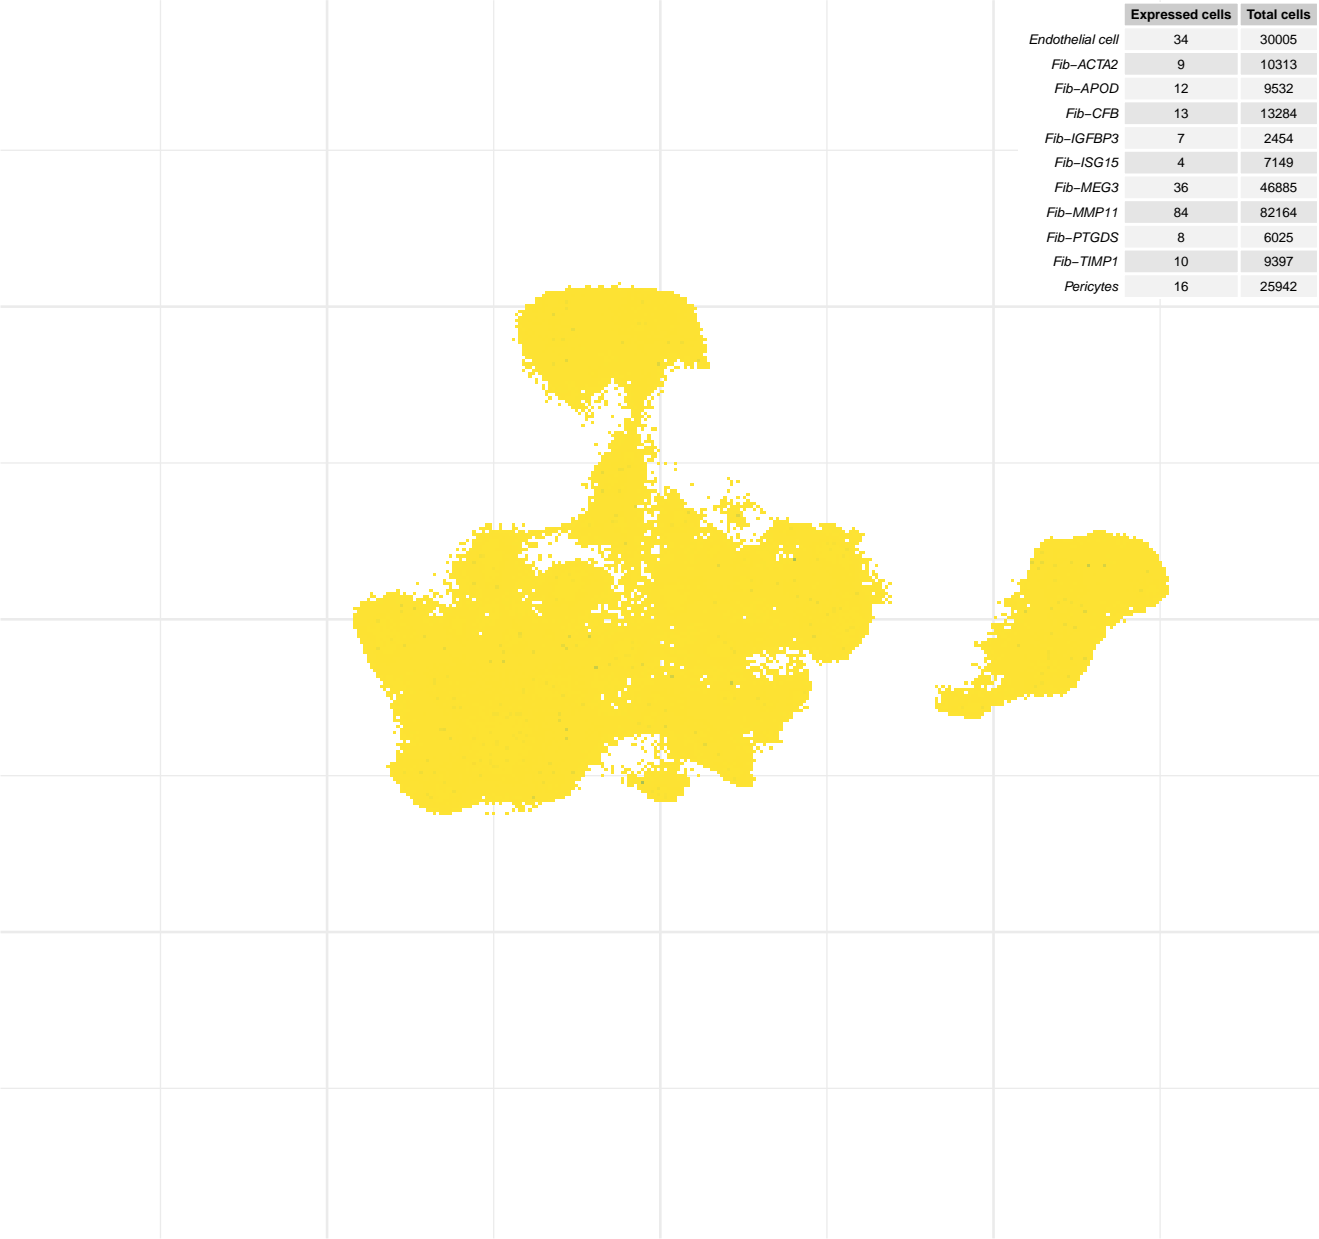 Expressed cells Total cells
Endothelial cell 34 30005
Fib−ACTA2 9 10313
Fib−APOD 12 9532
Fib−CFB 13 13284
Fib−IGFBP3 7 2454
Fib−ISG15 4 7149
Fib−MEG3 36 46885
Fib−MMP11 84 82164
Fib−PTGDS 8 6025
Fib−TIMP1 10 9397
Pericytes 16 25942